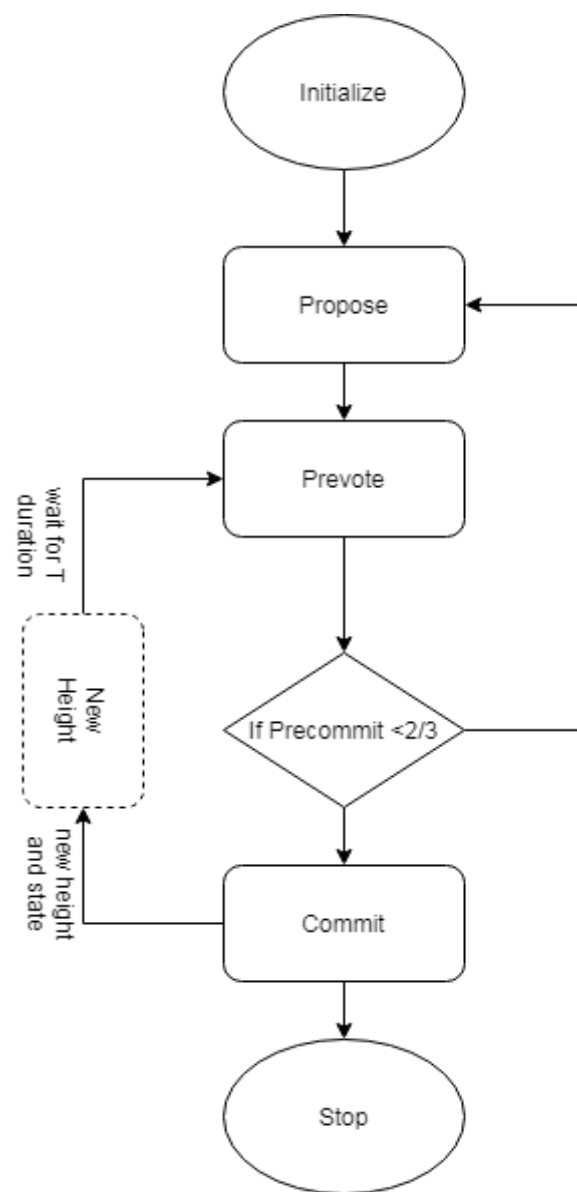 Initialize
Propose
Prevote
wait for T
duration
New
Height
If Precommit <2/3
new height
and state
Commit
Stop